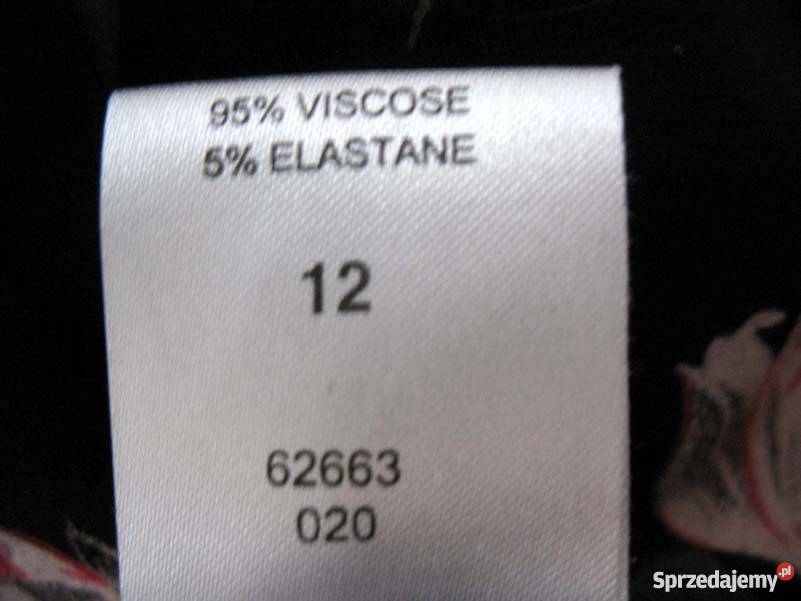 95% VISCOSE
5% ELASTANE
12
62663
020
Sprzedajemy.pl